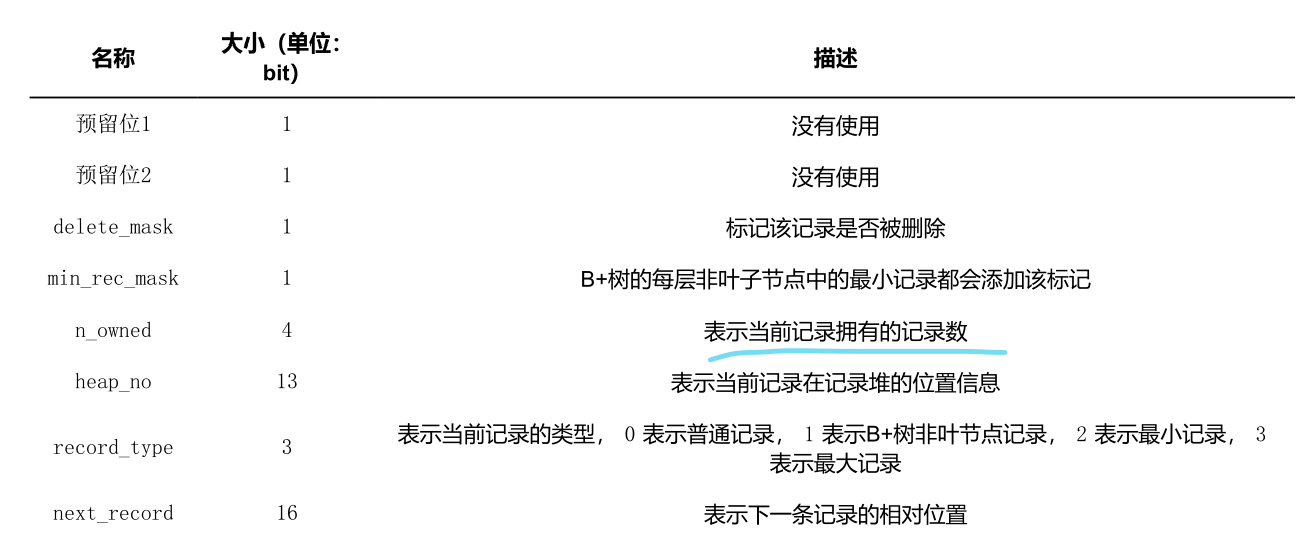 名称 大小（单位：bit） 描述
预留位1 1 没有使用
预留位2 1 没有使用
delete_mask 1 标记该记录是否被删除
min_rec_mask 1 B+树的每层非叶子节点中的最小记录都会添加该标记
n_owned 4 表示当前记录拥有的记录数
heap_no 13 表示当前记录在记录堆的位置信息
record_type 3 表示当前记录的类型， 0 表示普通记录， 1 表示B+树非叶节点记录， 2 表示最小记录， 3
表示最大记录
next_record 16 表示下一条记录的相对位置